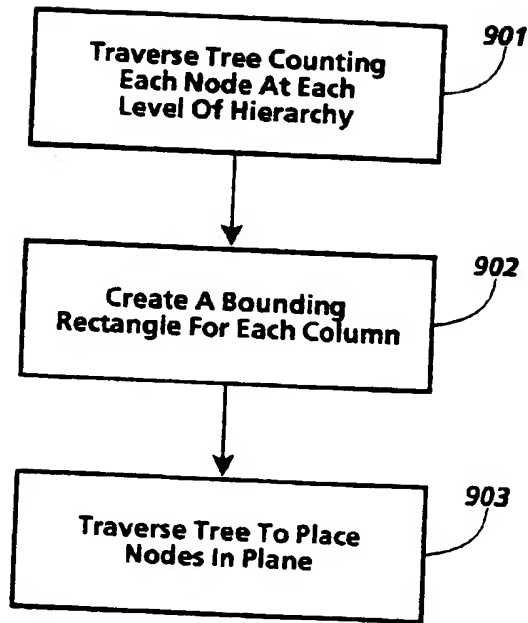 901
Traverse Tree Counting
Each Node At Each
Level Of Hierarchy
902
Create A Bounding
Rectangle For Each Column
903
Traverse Tree To Place
Nodes In Plane